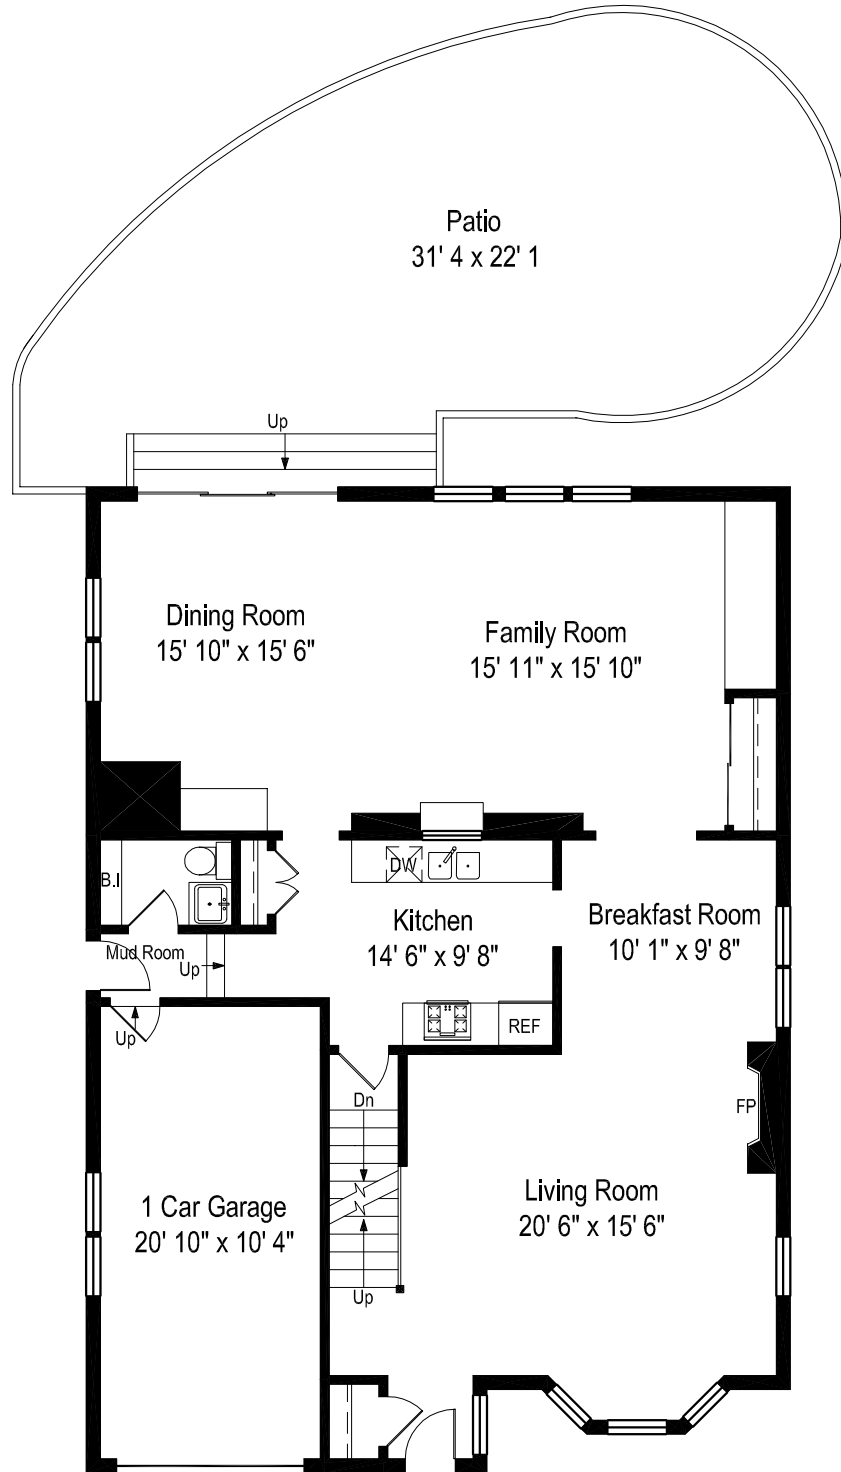 Patio
31' 4 x 22' 1
Up
Dining Room
15' 10" x 15' 6"
Family Room
15' 11" x 15' 10"
DW
B.I
Kitchen
14' 6" x 9' 8"
Breakfast Room
10' 1" x 9' 8"
Mud Room
Up
Up
REF
Dn
FP
1 Car Garage
20' 10" x 10' 4"
Living Room
20' 6" x 15' 6"
Up